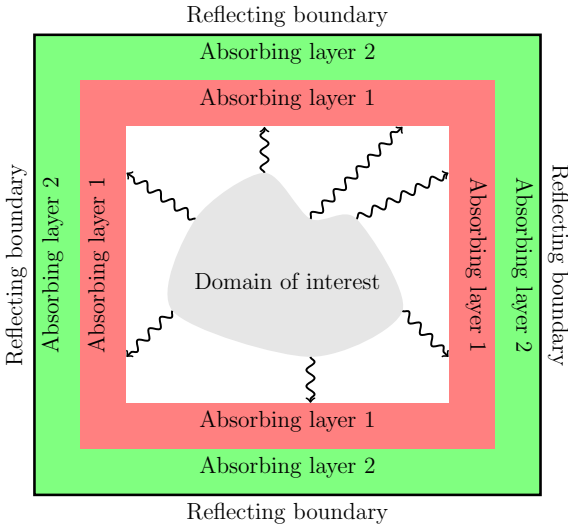 Reflecting boundary
Absorbing layer 2
Absorbing layer 1
Reflecting boundary
Absorbing layer 2
Absorbing layer 1
Domain of interest
Absorbing layer 1
Absorbing layer 2
Reflecting boundary
Absorbing layer 1
Absorbing layer 2
Reflecting boundary